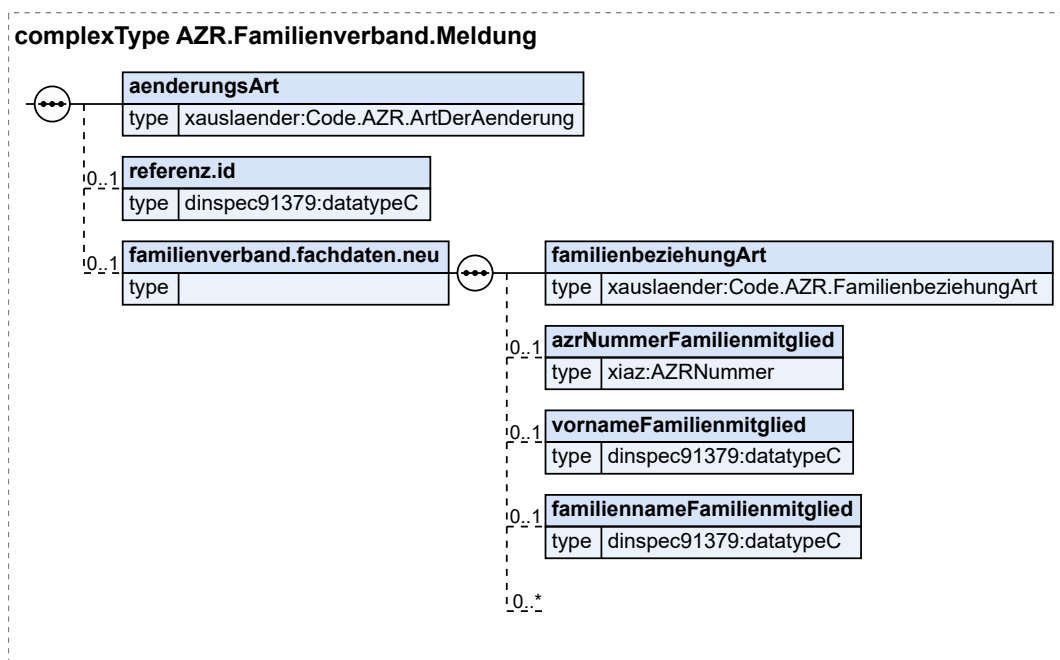 complexType AZR.Familienverband.Meldung
aenderungsArt
type xauslaender:Code.AZR.ArtDerAenderung
0..1 referenz.id
type dinspec91379:datatypeC
0..1 familienverband.fachdaten.neu
type
familienbeziehungArt
type xauslaender:Code.AZR.FamilienbeziehungArt
0..1 azrNummerFamilienmitglied
type xiaz:AZRNummer
0..1 vornameFamilienmitglied
type dinspec91379:datatypeC
0..1 familiennameFamilienmitglied
type dinspec91379:datatypeC
0..*